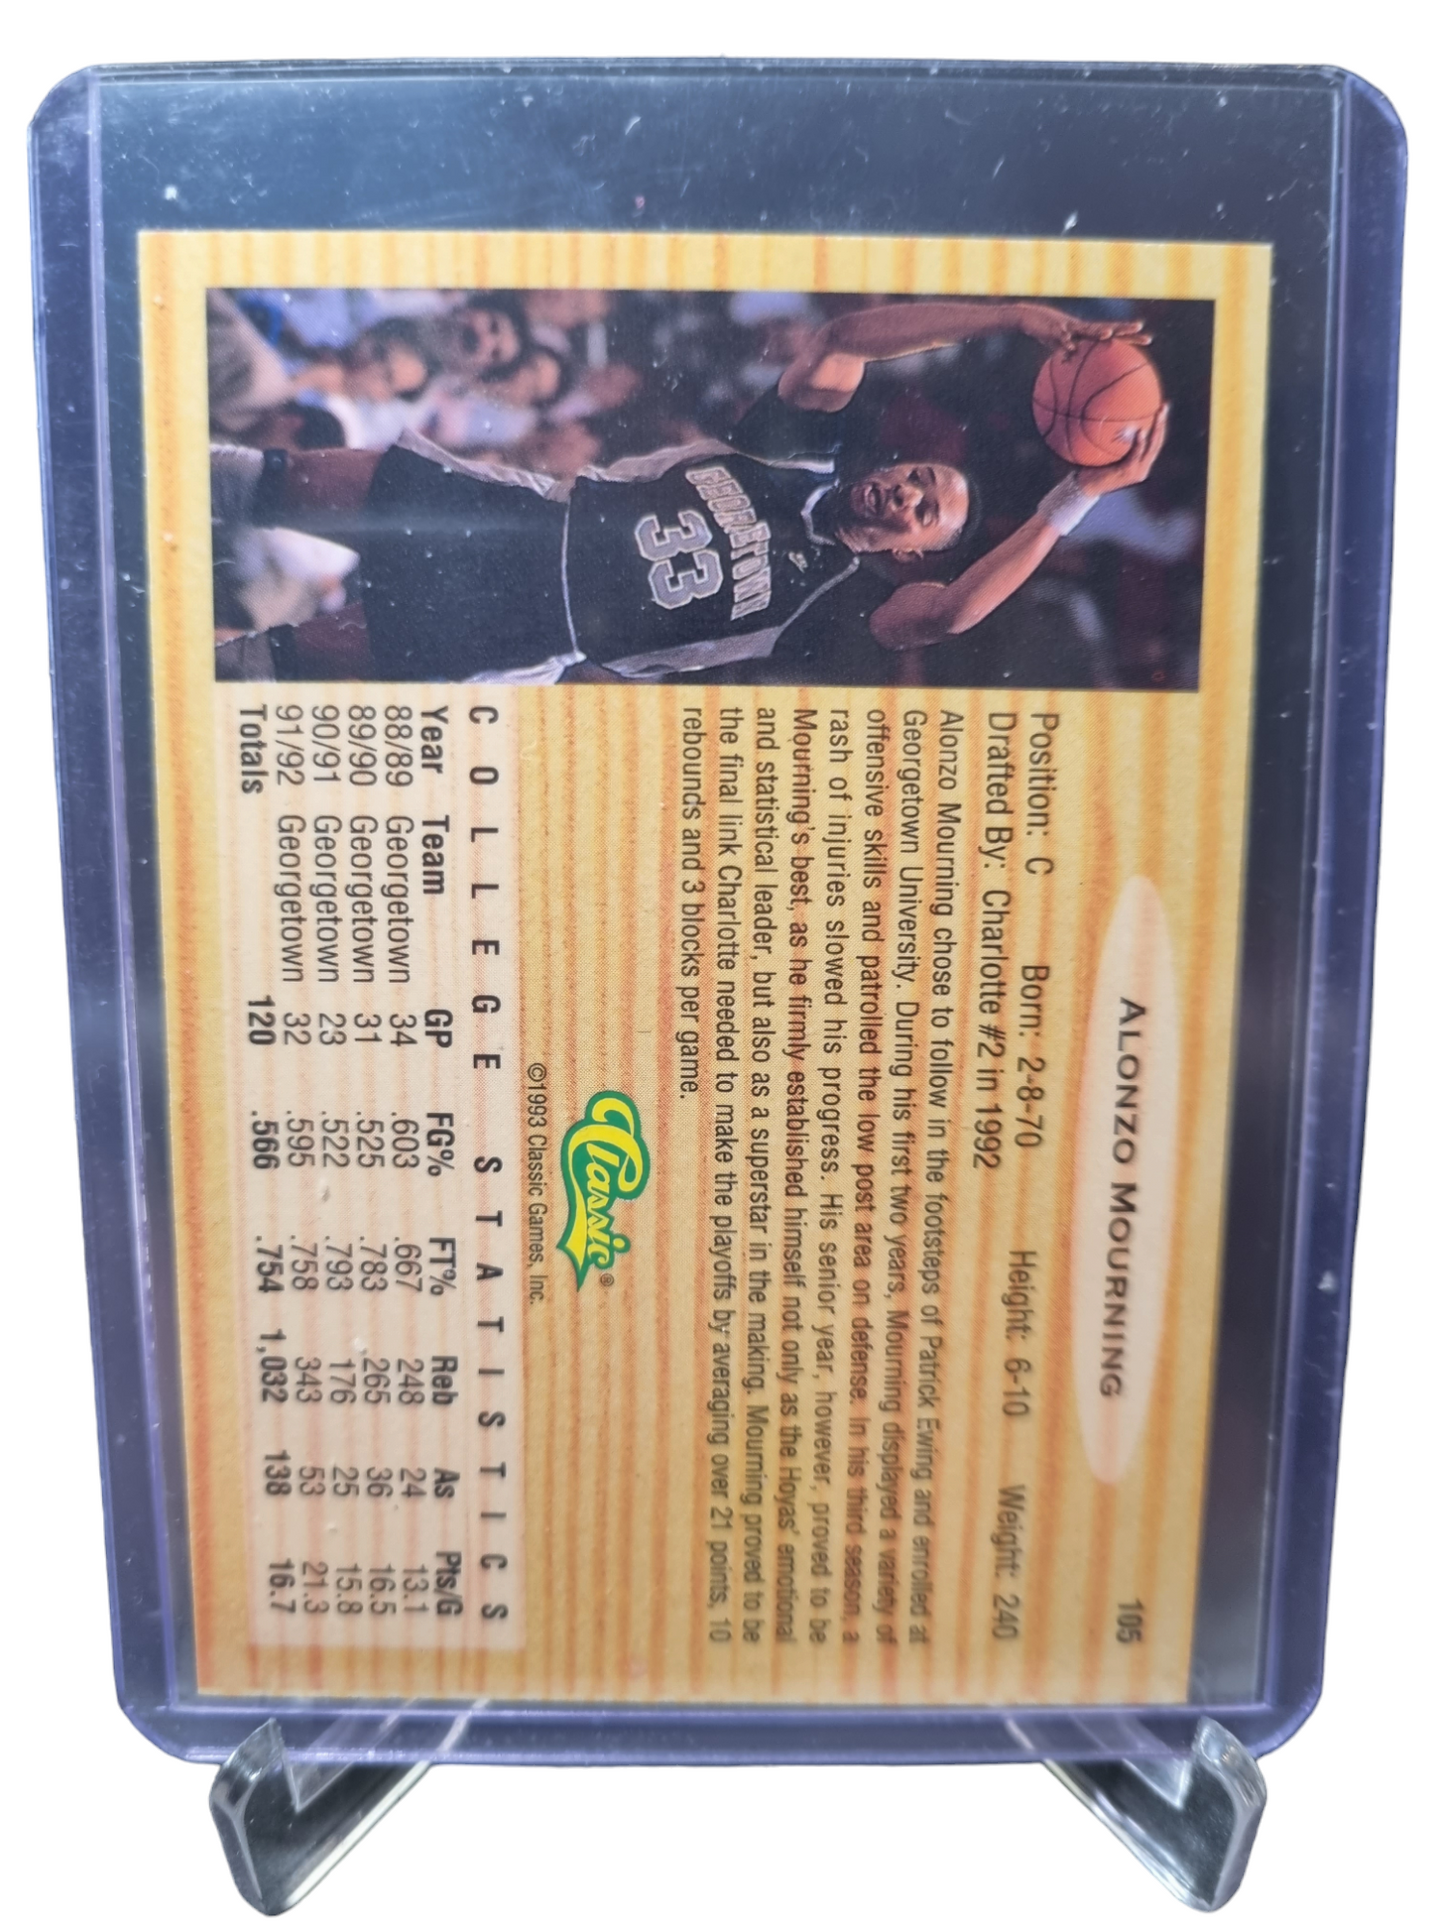 ALONZO MOURNING
105
Position: C Born: 2-8-70 Height: 6-10 Weight: 240
Drafted By: Charlotte #2 in 1992
Alonzo Mourning chose to follow in the footsteps of Patrick Ewing and enrolled at
Georgetown University. During his first two years, Mourning displayed a variety of
offensive skills and patrolled the low post area on defense. In his third season, a
rash of injuries slowed his progress. His senior year, however, proved to be
Mourning's best, as he firmly established himself not only as the Hoyas' emotional
and statistical leader, but also as a superstar in the making. Mourning proved to be
the final link Charlotte needed to make the playoffs by averaging over 21 points, 10
rebounds and 3 blocks per game.
Classic®
©1993 Classic Games, Inc.
COLLEGE STATISTICS
Year Team GP FG% FT% Reb As Pts/G
88/89 Georgetown 34 .603 .667 248 24 13.1
89/90 Georgetown 31 .525 .783 265 36 16.5
90/91 Georgetown 23 .522 .793 176 25 15.8
91/92 Georgetown 32 .595 .758 343 53 21.3
Totals 120 .566 .754 1,032 138 16.7
GEORGETOWN
33